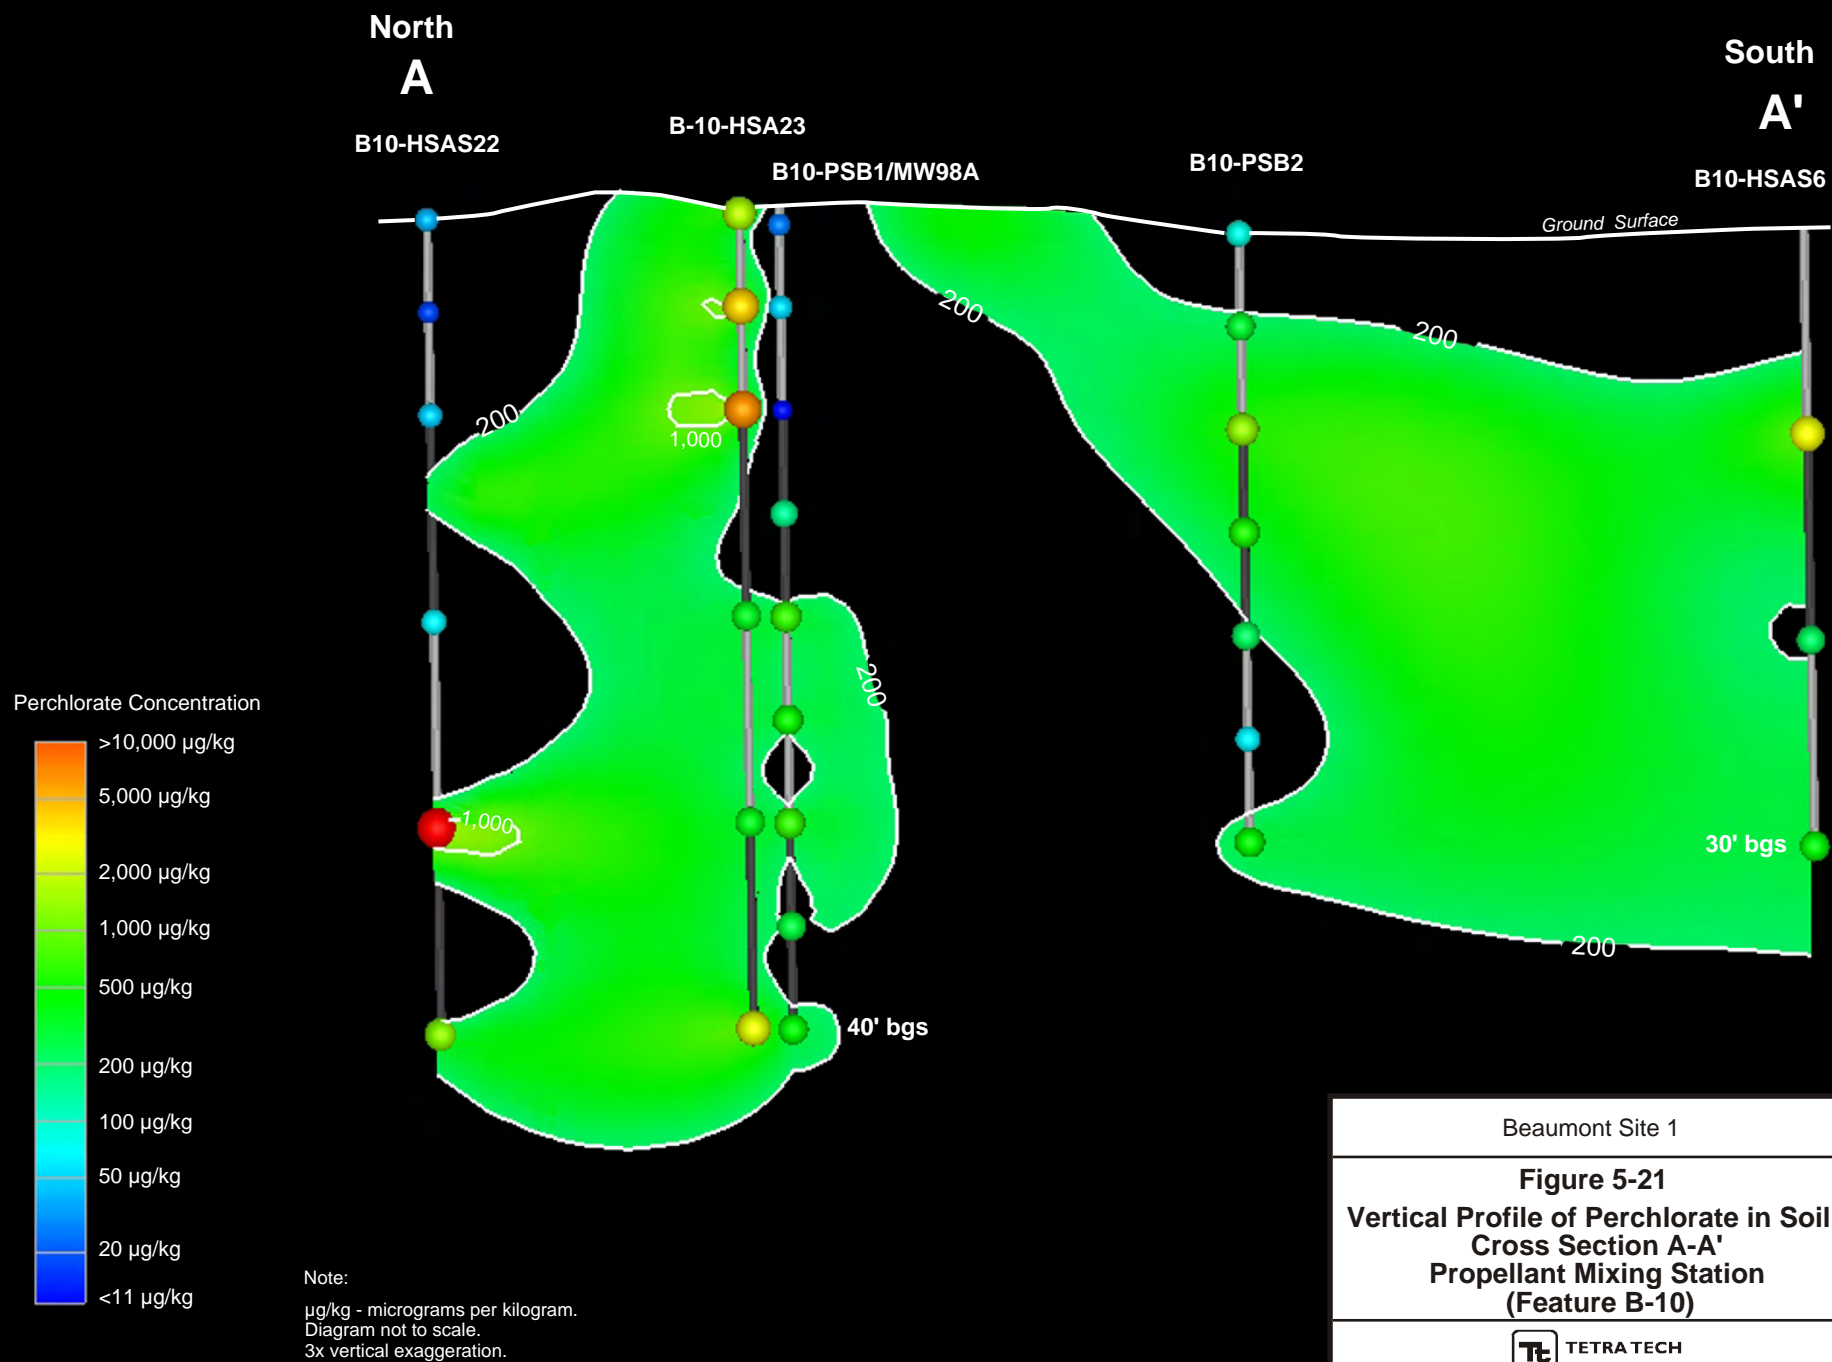 North
A
South
A'
B10-HSAS22
B-10-HSA23
B10-PSB1/MW98A
B10-PSB2
B10-HSAS6
Ground Surface
200
200
200
1,000
200
1,000
200
30' bgs
40' bgs
Perchlorate Concentration
>10,000 µg/kg
5,000 µg/kg
2,000 µg/kg
1,000 µg/kg
500 µg/kg
200 µg/kg
100 µg/kg
50 µg/kg
20 µg/kg
<11 µg/kg
Note:
µg/kg - micrograms per kilogram.
Diagram not to scale.
3x vertical exaggeration.
Beaumont Site 1
Figure 5-21
Vertical Profile of Perchlorate in Soil
Cross Section A-A'
Propellant Mixing Station
(Feature B-10)
Tt TETRA TECH